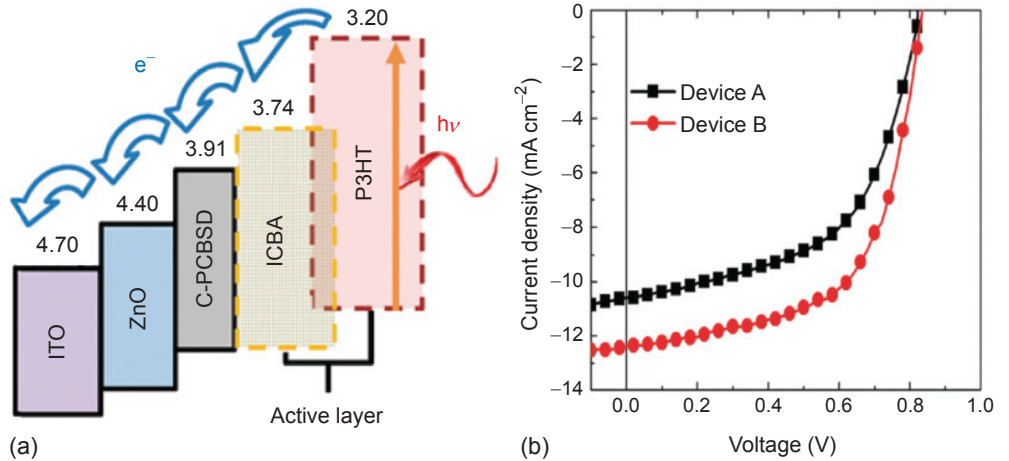 3.20
e⁻
3.74
hν
3.91
4.40
4.70
ITO
ZnO
C-PCBSD
ICBA
P3HT
Active layer
(a)
0
−2
−4
−6
−8
−10
−12
−14
Current density (mA cm⁻²)
Device A
Device B
0.0 0.2 0.4 0.6 0.8 1.0
Voltage (V)
(b)